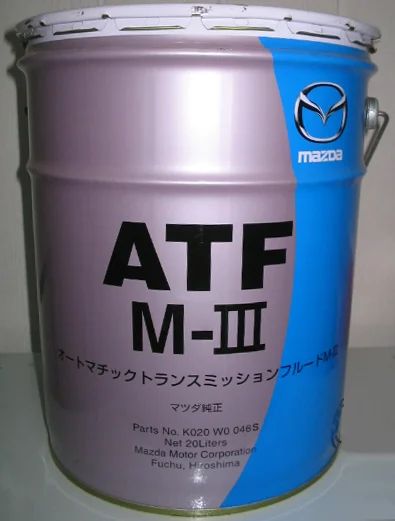 mazda
ATF
M-III
オートマチックトランスミッションフルードM-III
マツダ純正
Parts No. K020 W0 046S
Net 20Liters
Mazda Motor Corporation
Fuchu, Hiroshima